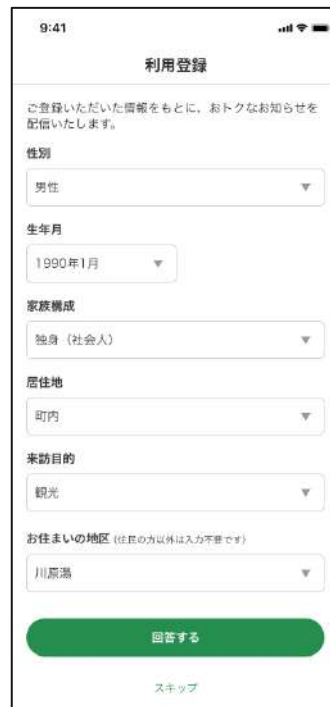 9:41
利用登録
ご登録いただいた情報をもとに、おトクなお知らせを
配信いたします。
性別
男性
生年月
1990年1月
家族構成
独身（社会人）
居住地
町内
来訪目的
観光
お住まいの地区 (住民の方以外は入力不要です)
川原湯
回答する
スキップ